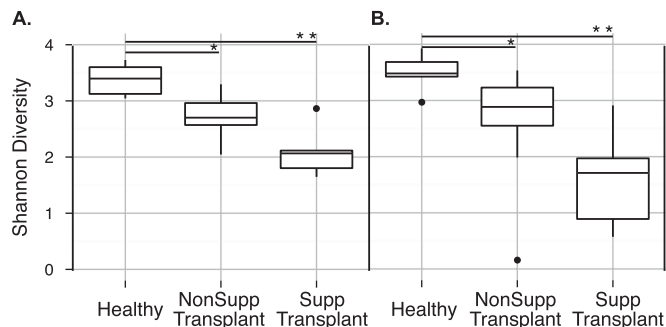 A.
B.
Shannon Diversity
4
3
2
1
0
*
* *
*
* *
Healthy
NonSupp
Transplant
Supp
Transplant
Healthy
NonSupp
Transplant
Supp
Transplant